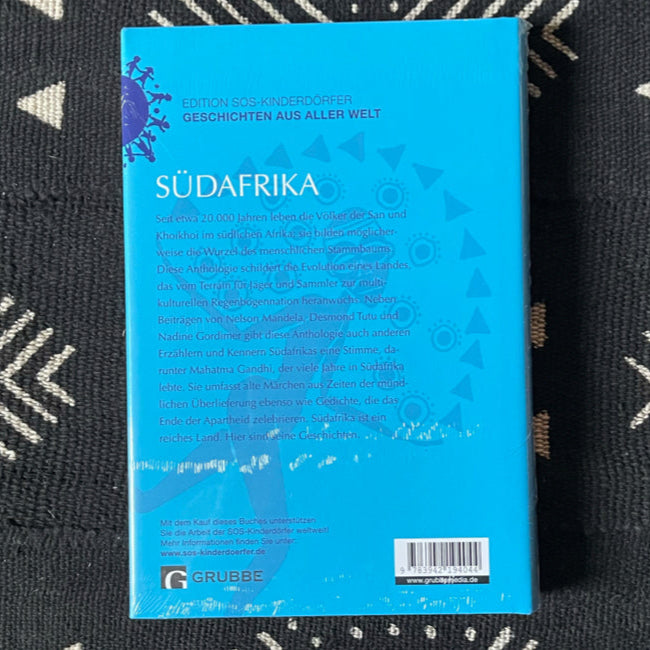 EDITION SOS-KINDERDÖRFER
GESCHICHTEN AUS ALLER WELT
SÜDAFRIKA
Seit etwa 20 000 Jahren leben die Völker der San und
Khoikhoi im südlichen Afrika; sie bilden möglicher-
weise die Wurzel des menschlichen Stammbaums.
Diese Anthologie schildert die Evolution eines Landes,
das vom Terrain für Jäger und Sammler zur multi-
kulturellen Regenbogennation heranwuchs. Neben
Beiträgen von Nelson Mandela, Desmond Tutu und
Nadine Gordimer gibt diese Anthologie auch anderen
Erzählern und Kennern Südafrikas eine Stimme, da-
runter Mahatma Gandhi, der viele Jahre in Südafrika
lebte. Sie umfasst alte Märchen aus Zeiten der münd-
lichen Überlieferung ebenso wie Gedichte, die das
Ende der Apartheid zelebrieren. Südafrika ist ein
reiches Land. Hier sind seine Geschichten.
Mit dem Kauf dieses Buches unterstützen
Sie die Arbeit der SOS-Kinderdörfer weltweit!
Mehr Informationen finden Sie unter:
www.sos-kinderdoerfer.de
G GRUBBE
9 783942 194044